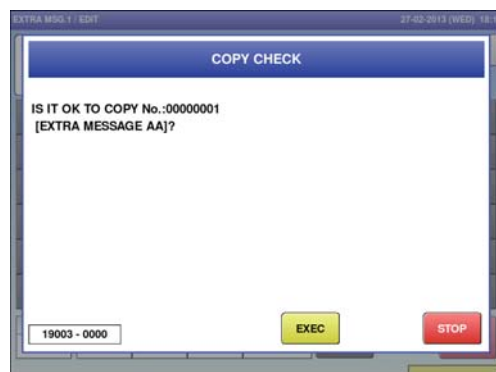 EXTRA MSG.1 / EDIT 27-02-2013 (WED) 18:1
COPY CHECK
IS IT OK TO COPY No.:00000001
[EXTRA MESSAGE AA]?
19003 - 0000 EXEC STOP